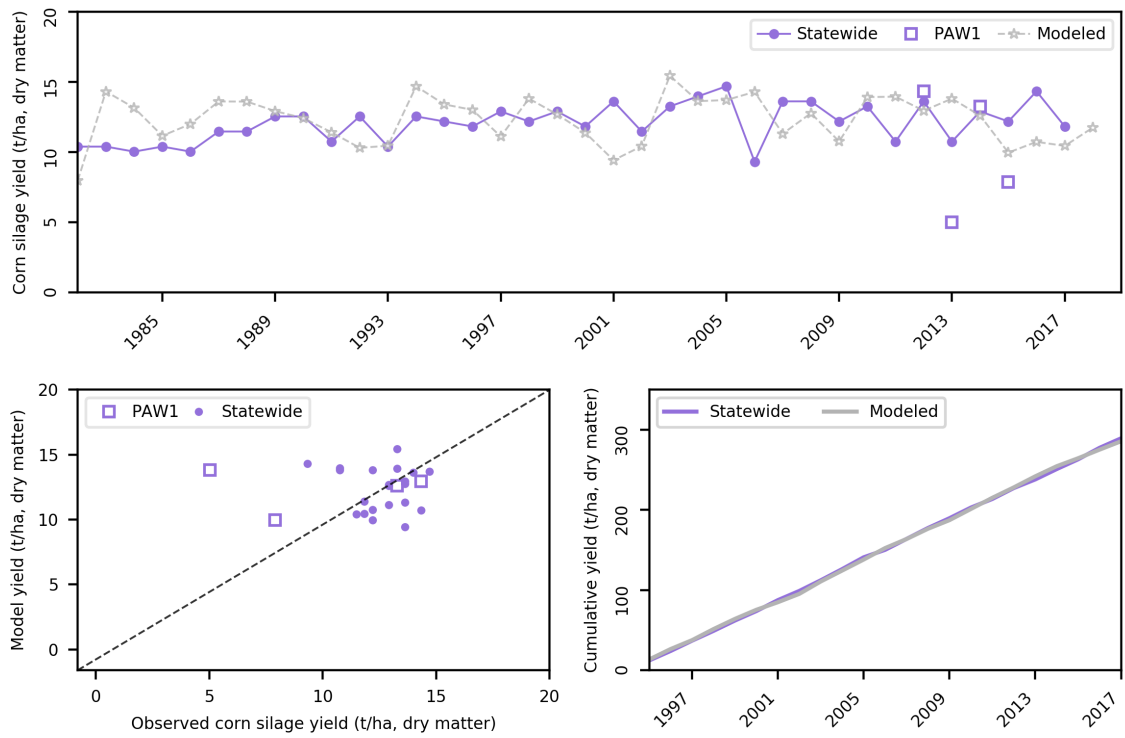 Corn silage yield (t/ha, dry matter)
20
15
10
5
0
Statewide PAW1 Modeled
1985 1989 1993 1997 2001 2005 2009 2013 2017
Model yield (t/ha, dry matter)
20
15
10
5
0
PAW1 Statewide
0 5 10 15 20
Observed corn silage yield (t/ha, dry matter)
Cumulative yield (t/ha, dry matter)
300
200
100
0
Statewide Modeled
1997 2001 2005 2009 2013 2017